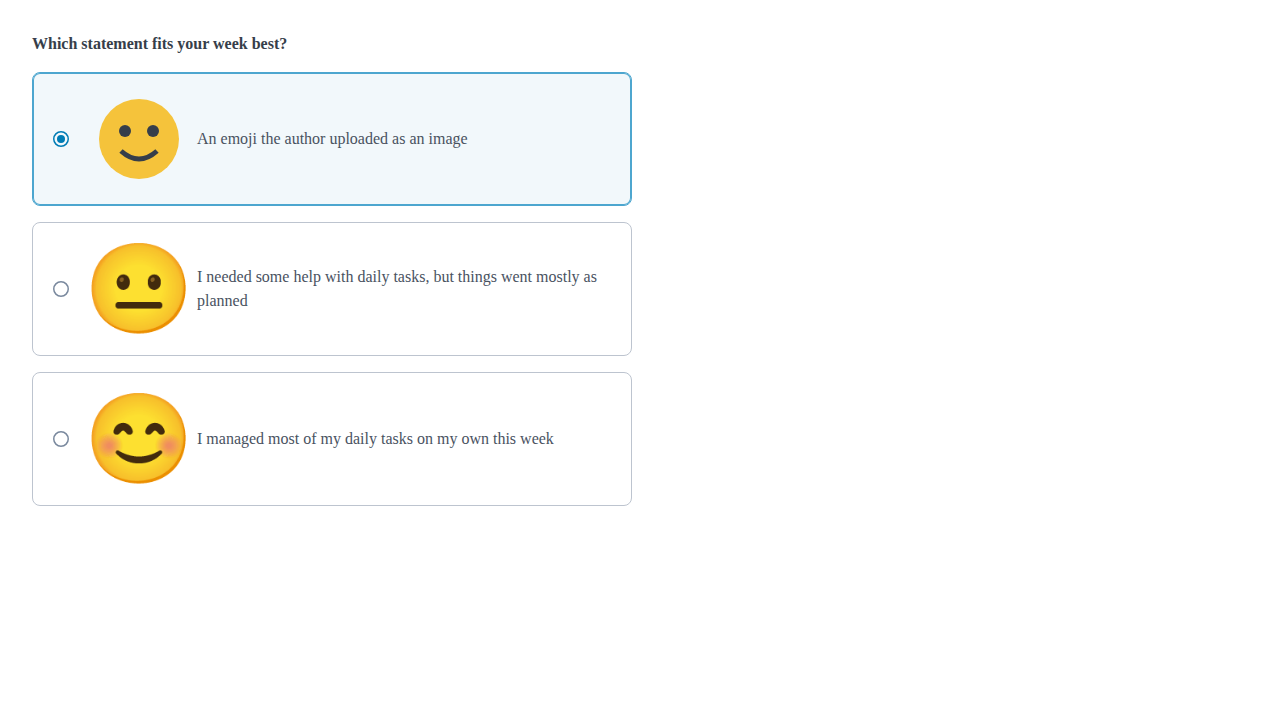 Which statement fits your week best?
An emoji the author uploaded as an image
I needed some help with daily tasks, but things went mostly as
planned
I managed most of my daily tasks on my own this week